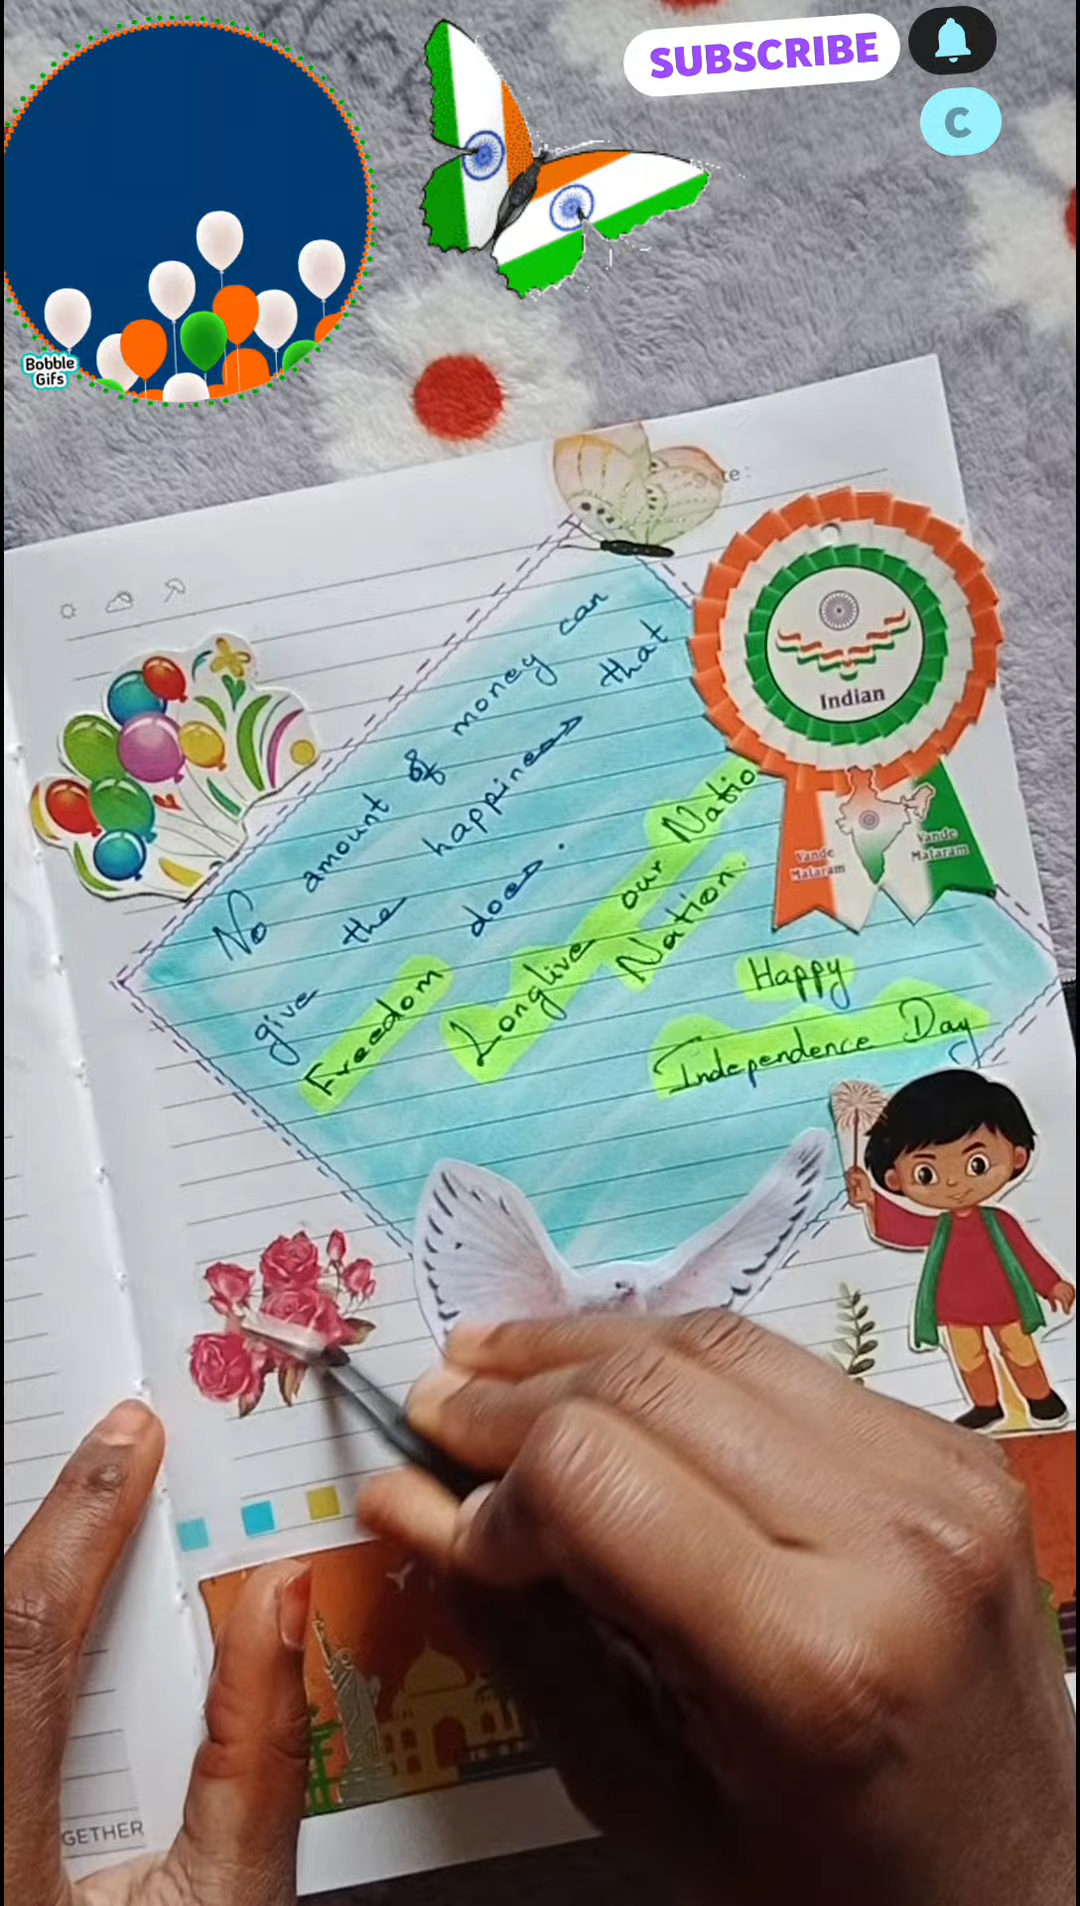 SUBSCRIBE
C
Bobble
Gifs
No amount of money can
give the happiness that
Freedom does.
Longlive our Natio
Nation.
Happy
Independence Day
Indian
Vande
Mataram
Vande
Mataram
GETHER